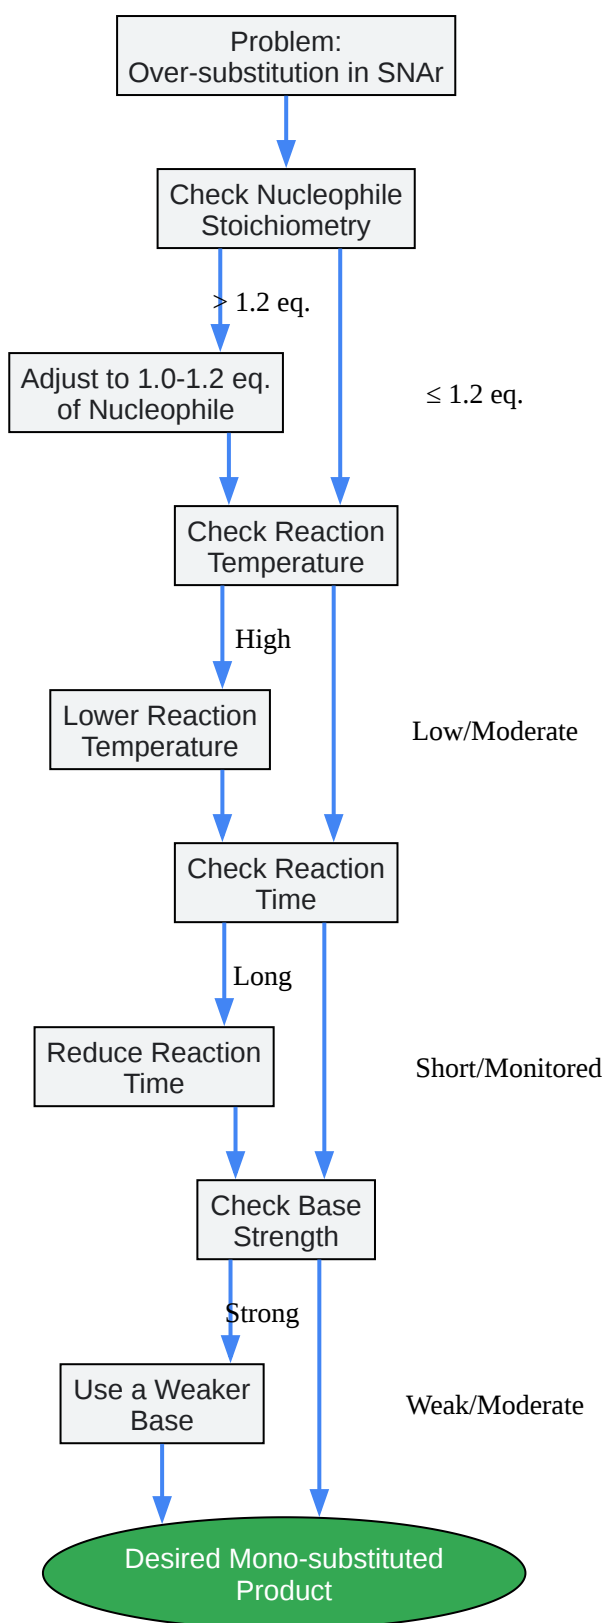 Problem:
Over-substitution in SNAr
Check Nucleophile
Stoichiometry
> 1.2 eq.
Adjust to 1.0-1.2 eq.
of Nucleophile
≤ 1.2 eq.
Check Reaction
Temperature
High
Lower Reaction
Temperature
Low/Moderate
Check Reaction
Time
Long
Reduce Reaction
Time
Short/Monitored
Check Base
Strength
Strong
Use a Weaker
Base
Weak/Moderate
Desired Mono-substituted
Product